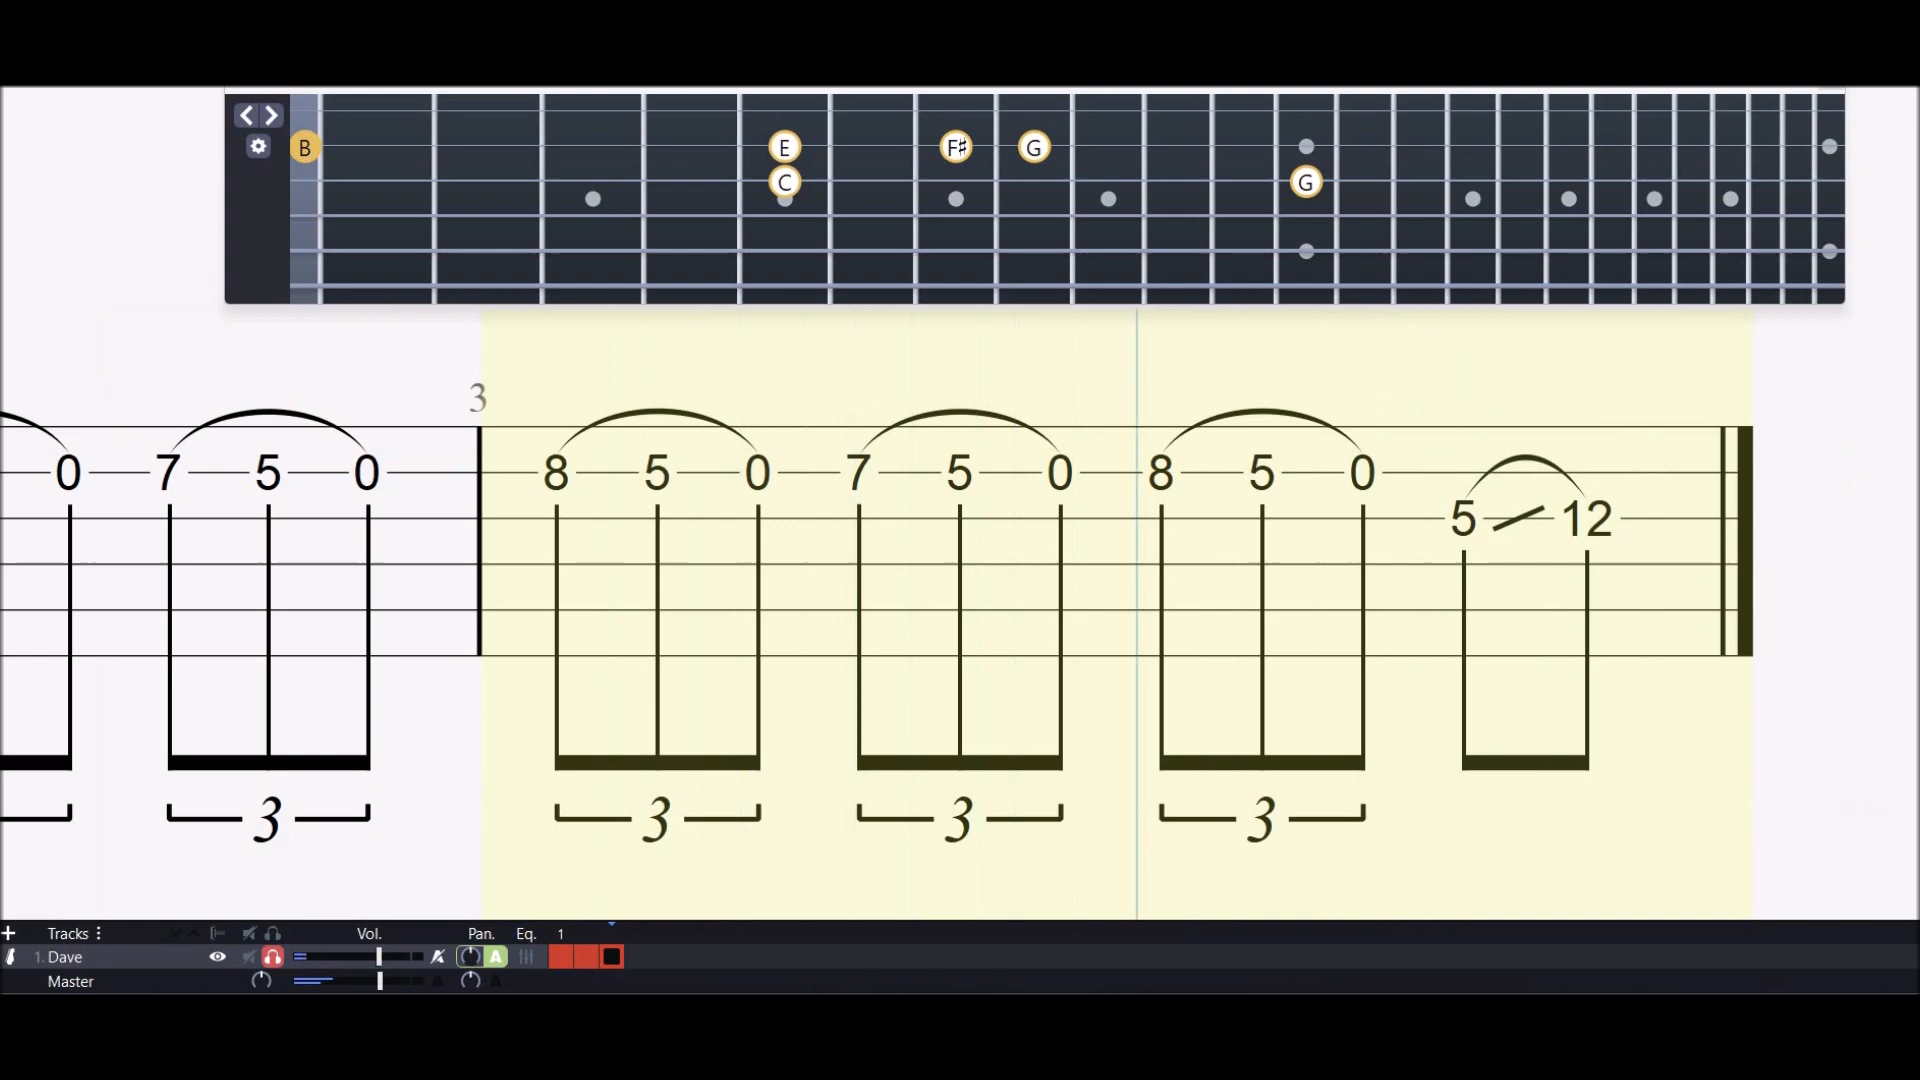 B E F♯ G
C G
3
0 7 5 0 8 5 0 7 5 0 8 5 0
5 12
3 3 3 3
Tracks Vol. Pan. Eq. 1
1. Dave A
Master